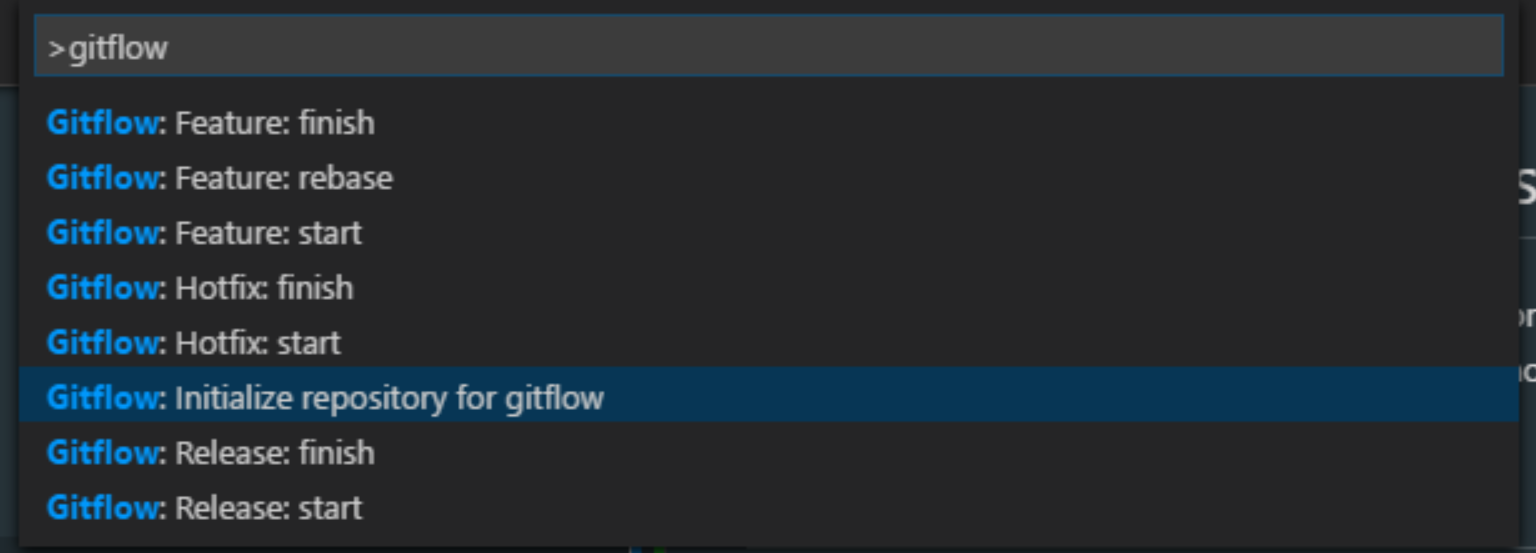 >gitflow
Gitflow: Feature: finish
Gitflow: Feature: rebase
Gitflow: Feature: start
Gitflow: Hotfix: finish
Gitflow: Hotfix: start
Gitflow: Initialize repository for gitflow
Gitflow: Release: finish
Gitflow: Release: start